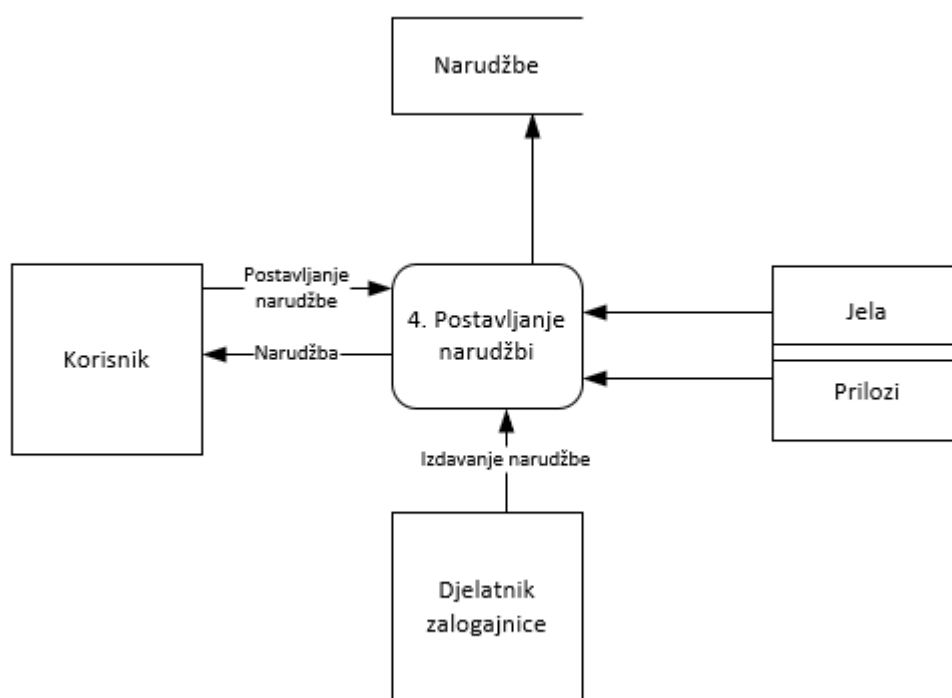 Narudžbe
Postavljanje
narudžbe
Korisnik
Narudžba
4. Postavljanje
narudžbi
Jela
Prilozi
Izdavanje narudžbe
Djelatnik
zalogajnice